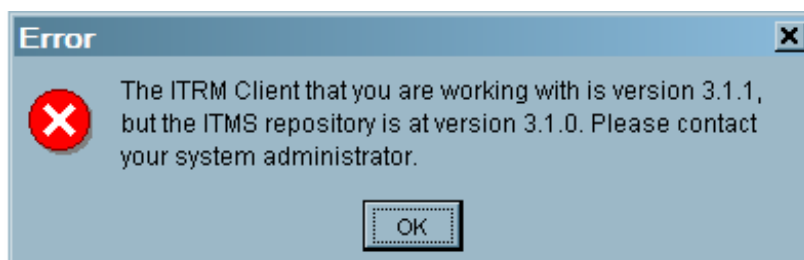 Error
The ITRM Client that you are working with is version 3.1.1,
but the ITMS repository is at version 3.1.0. Please contact
your system administrator.
OK